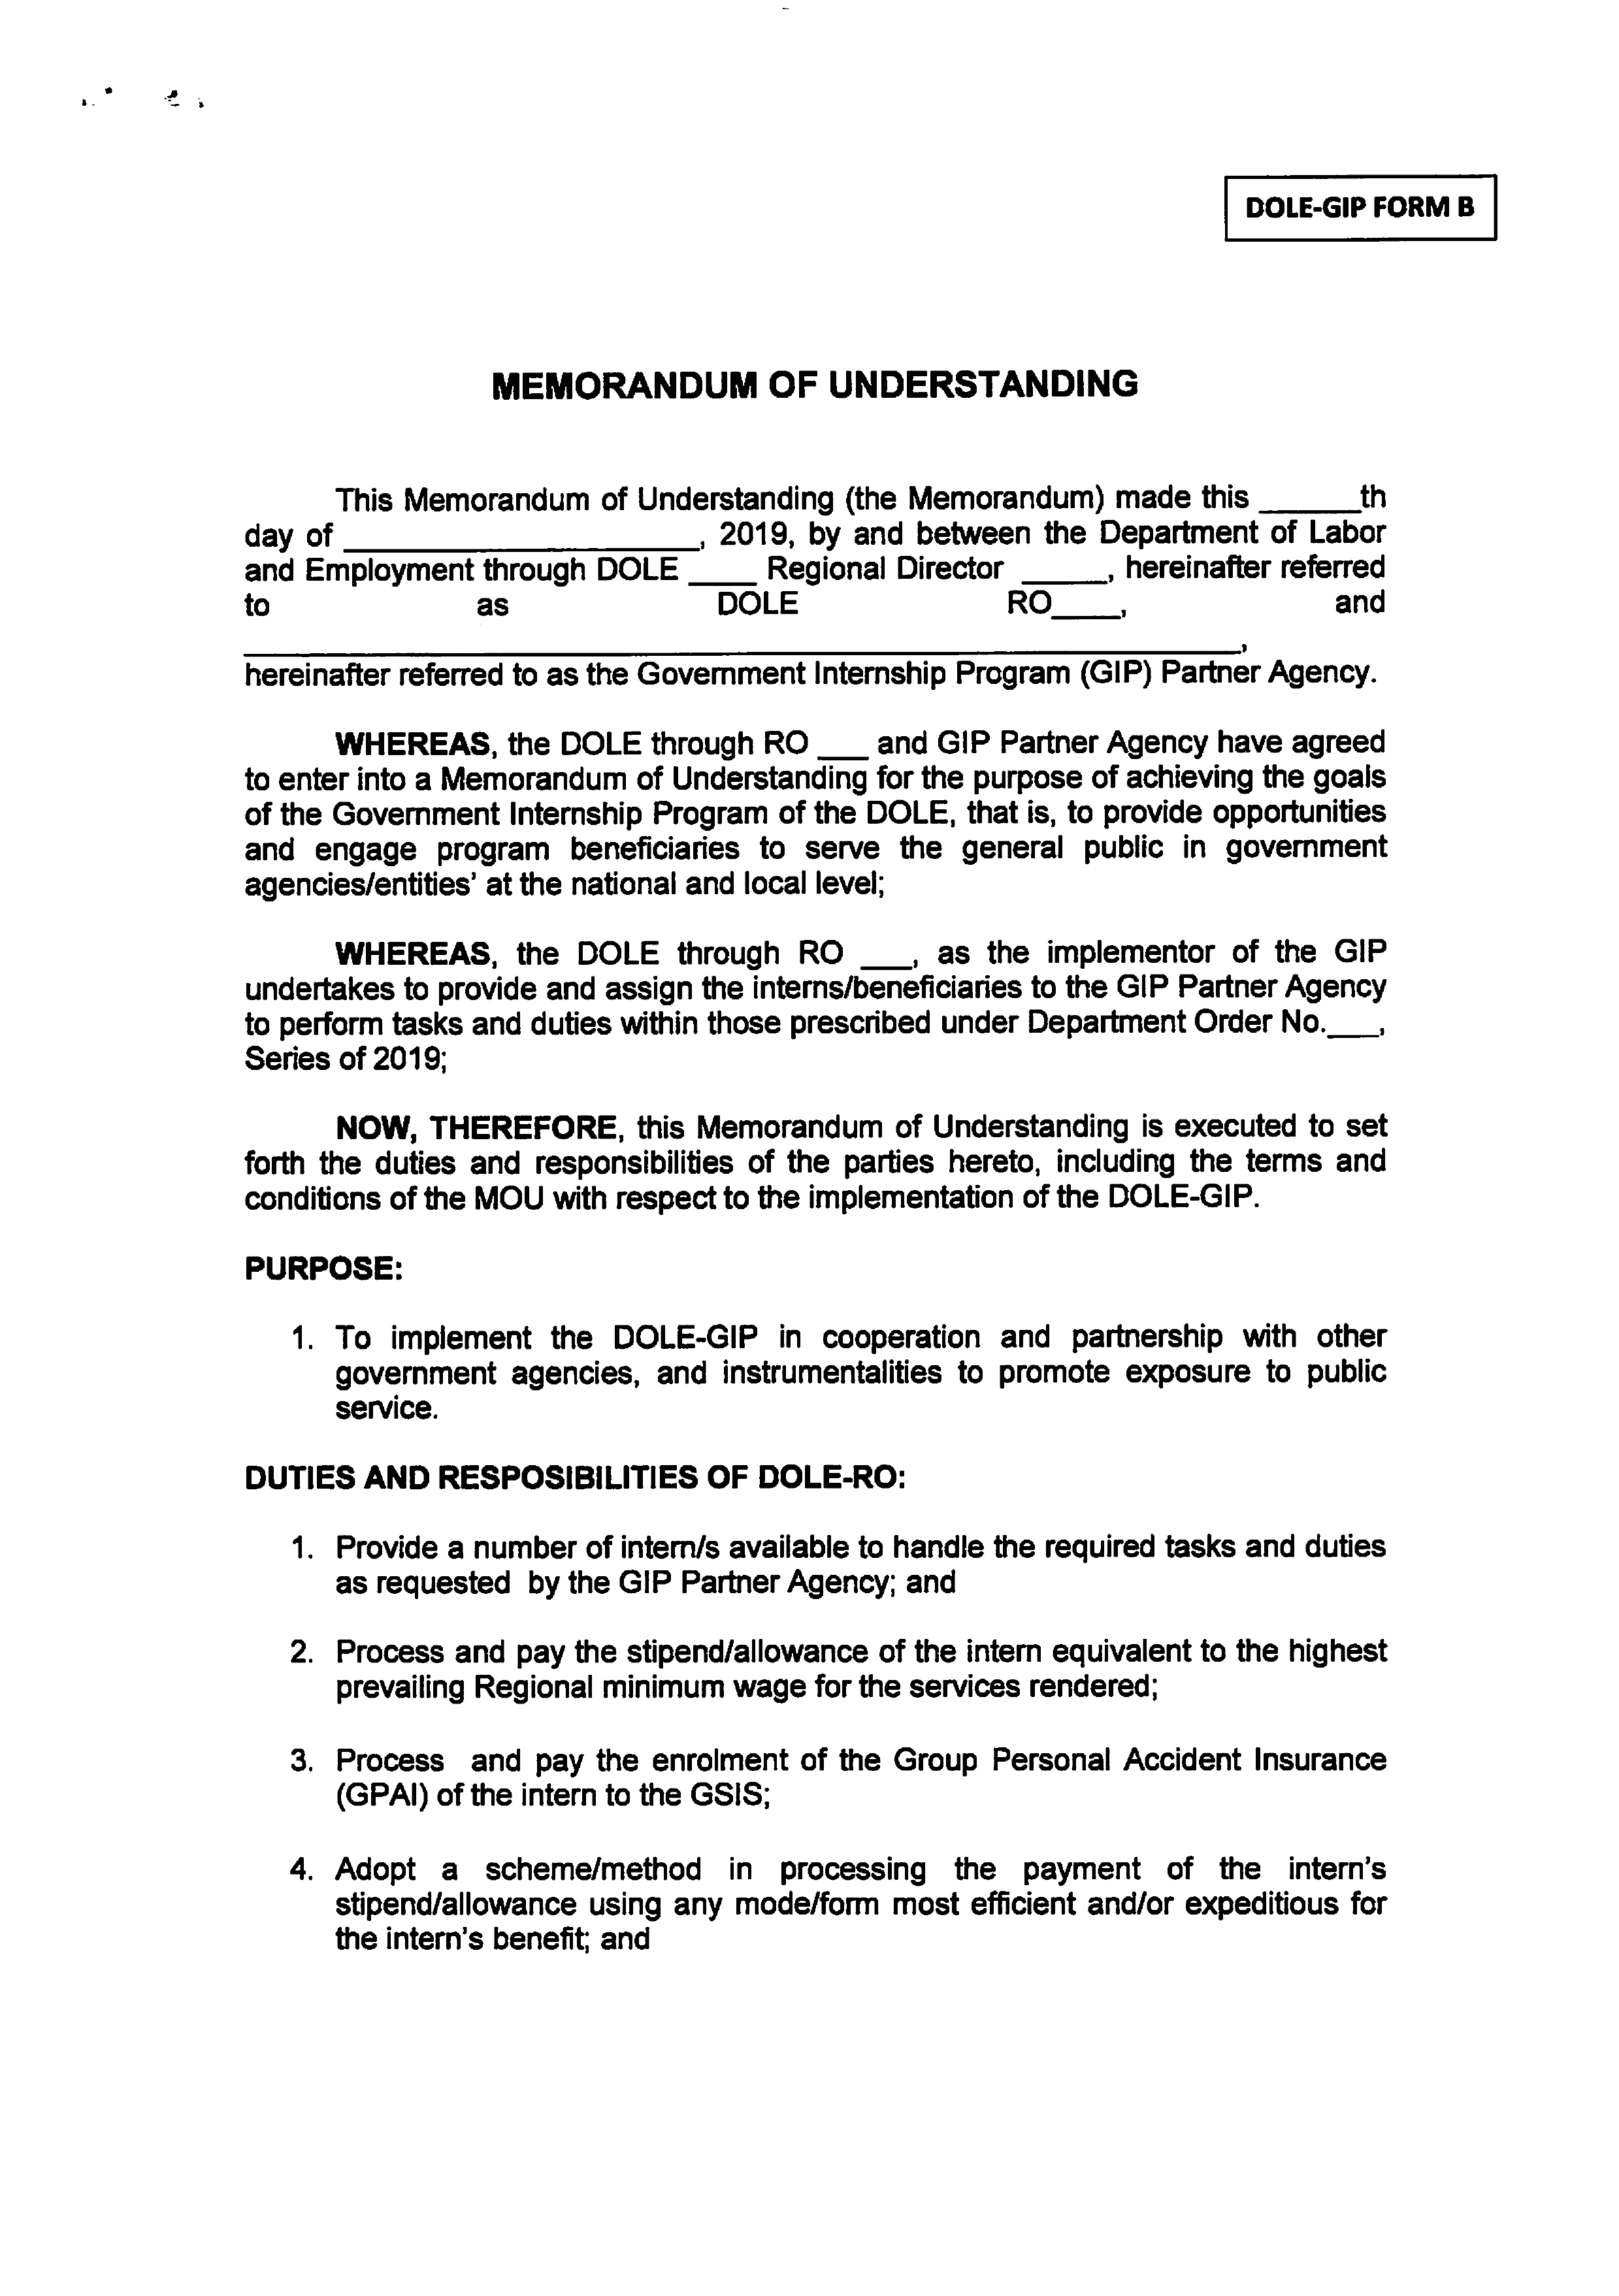 DOLE-GIP FORM B
MEMORANDUM OF UNDERSTANDING
This Memorandum of Understanding (the Memorandum) made this ______th
day of ____________________, 2019, by and between the Department of Labor
and Employment through DOLE ____ Regional Director _____, hereinafter referred
to as DOLE RO____, and
____________________________________________________________,
hereinafter referred to as the Government Internship Program (GIP) Partner Agency.
WHEREAS, the DOLE through RO ___ and GIP Partner Agency have agreed
to enter into a Memorandum of Understanding for the purpose of achieving the goals
of the Government Internship Program of the DOLE, that is, to provide opportunities
and engage program beneficiaries to serve the general public in government
agencies/entities' at the national and local level;
WHEREAS, the DOLE through RO ___, as the implementor of the GIP
undertakes to provide and assign the interns/beneficiaries to the GIP Partner Agency
to perform tasks and duties within those prescribed under Department Order No.___,
Series of 2019;
NOW, THEREFORE, this Memorandum of Understanding is executed to set
forth the duties and responsibilities of the parties hereto, including the terms and
conditions of the MOU with respect to the implementation of the DOLE-GIP.
PURPOSE:
1. To implement the DOLE-GIP in cooperation and partnership with other
government agencies, and instrumentalities to promote exposure to public
service.
DUTIES AND RESPOSIBILITIES OF DOLE-RO:
1. Provide a number of intern/s available to handle the required tasks and duties
as requested by the GIP Partner Agency; and
2. Process and pay the stipend/allowance of the intern equivalent to the highest
prevailing Regional minimum wage for the services rendered;
3. Process and pay the enrolment of the Group Personal Accident Insurance
(GPAI) of the intern to the GSIS;
4. Adopt a scheme/method in processing the payment of the intern's
stipend/allowance using any mode/form most efficient and/or expeditious for
the intern's benefit; and